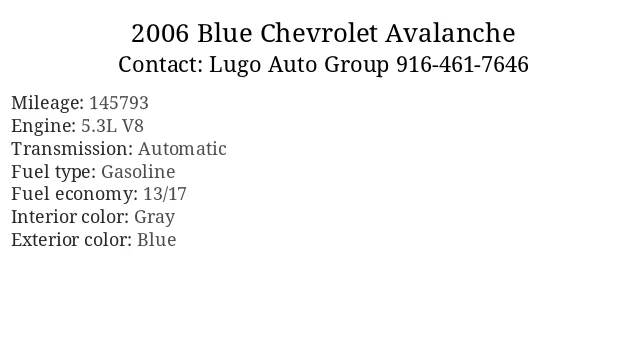 2006 Blue Chevrolet Avalanche
Contact: Lugo Auto Group 916-461-7646
Mileage: 145793
Engine: 5.3L V8
Transmission: Automatic
Fuel type: Gasoline
Fuel economy: 13/17
Interior color: Gray
Exterior color: Blue